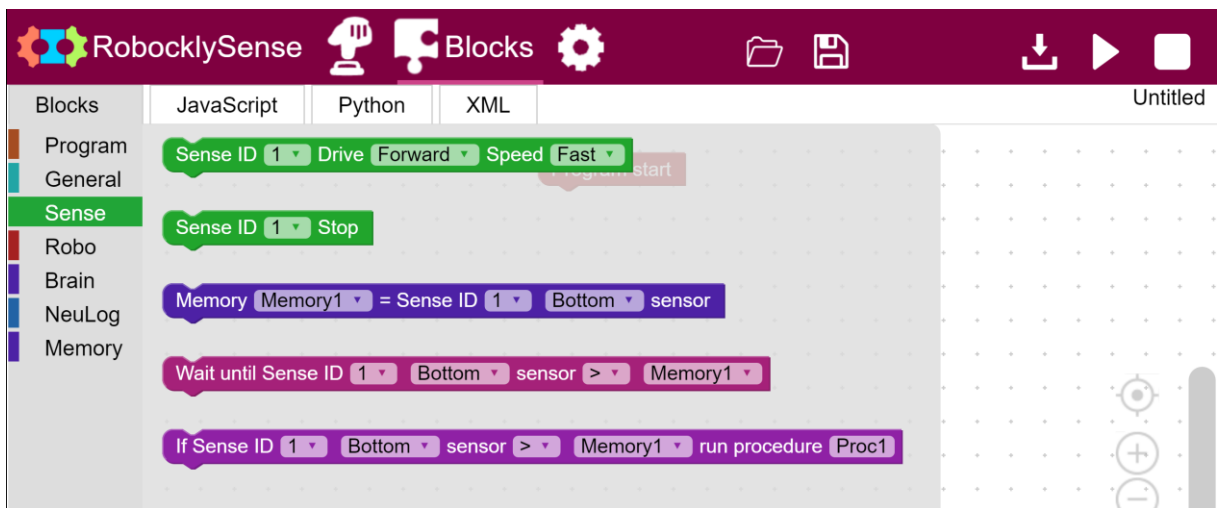 RobocklySense Blocks
Blocks JavaScript Python XML Untitled
Program
General
Sense
Robo
Brain
NeuLog
Memory
Sense ID 1 Drive Forward Speed Fast
Program start
Sense ID 1 Stop
Memory Memory1 = Sense ID 1 Bottom sensor
Wait until Sense ID 1 Bottom sensor > Memory1
If Sense ID 1 Bottom sensor > Memory1 run procedure Proc1